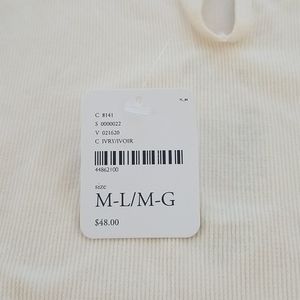 C 8141
S 0000022
V 021620
C IVRY/IVOIR
44862100
size
M-L/M-G
$48.00